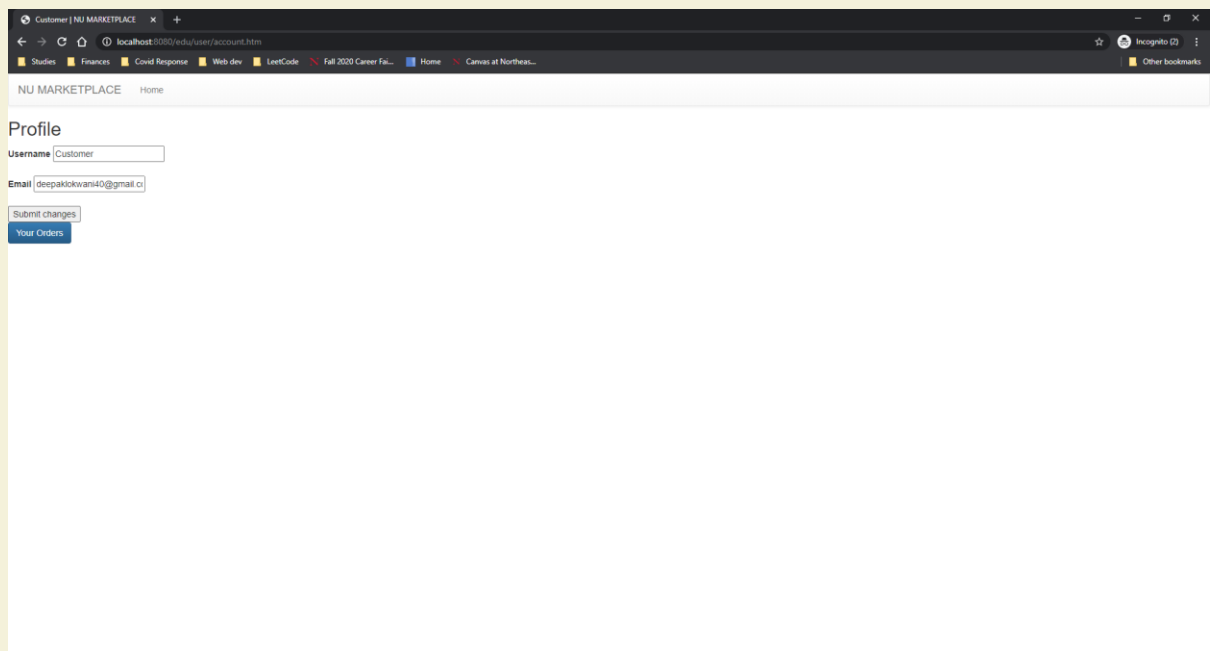 Customer | NU MARKETPLACE
localhost:8080/edu/user/account.htm Incognito (2)
Studies Finances Covid Response Web dev LeetCode Fall 2020 Career Fai... Home Canvas at Northeas... Other bookmarks
NU MARKETPLACE Home
Profile
Username Customer
Email deepaklokwani40@gmail.c
Submit changes
Your Orders